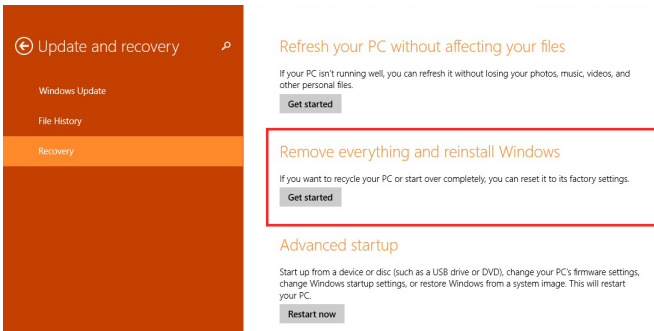 Update and recovery
Windows Update
File History
Recovery
Refresh your PC without affecting your files
If your PC isn't running well, you can refresh it without losing your photos, music, videos, and
other personal files.
Get started
Remove everything and reinstall Windows
If you want to recycle your PC or start over completely, you can reset it to its factory settings.
Get started
Advanced startup
Start up from a device or disc (such as a USB drive or DVD), change your PC's firmware settings,
change Windows startup settings, or restore Windows from a system image. This will restart
your PC.
Restart now